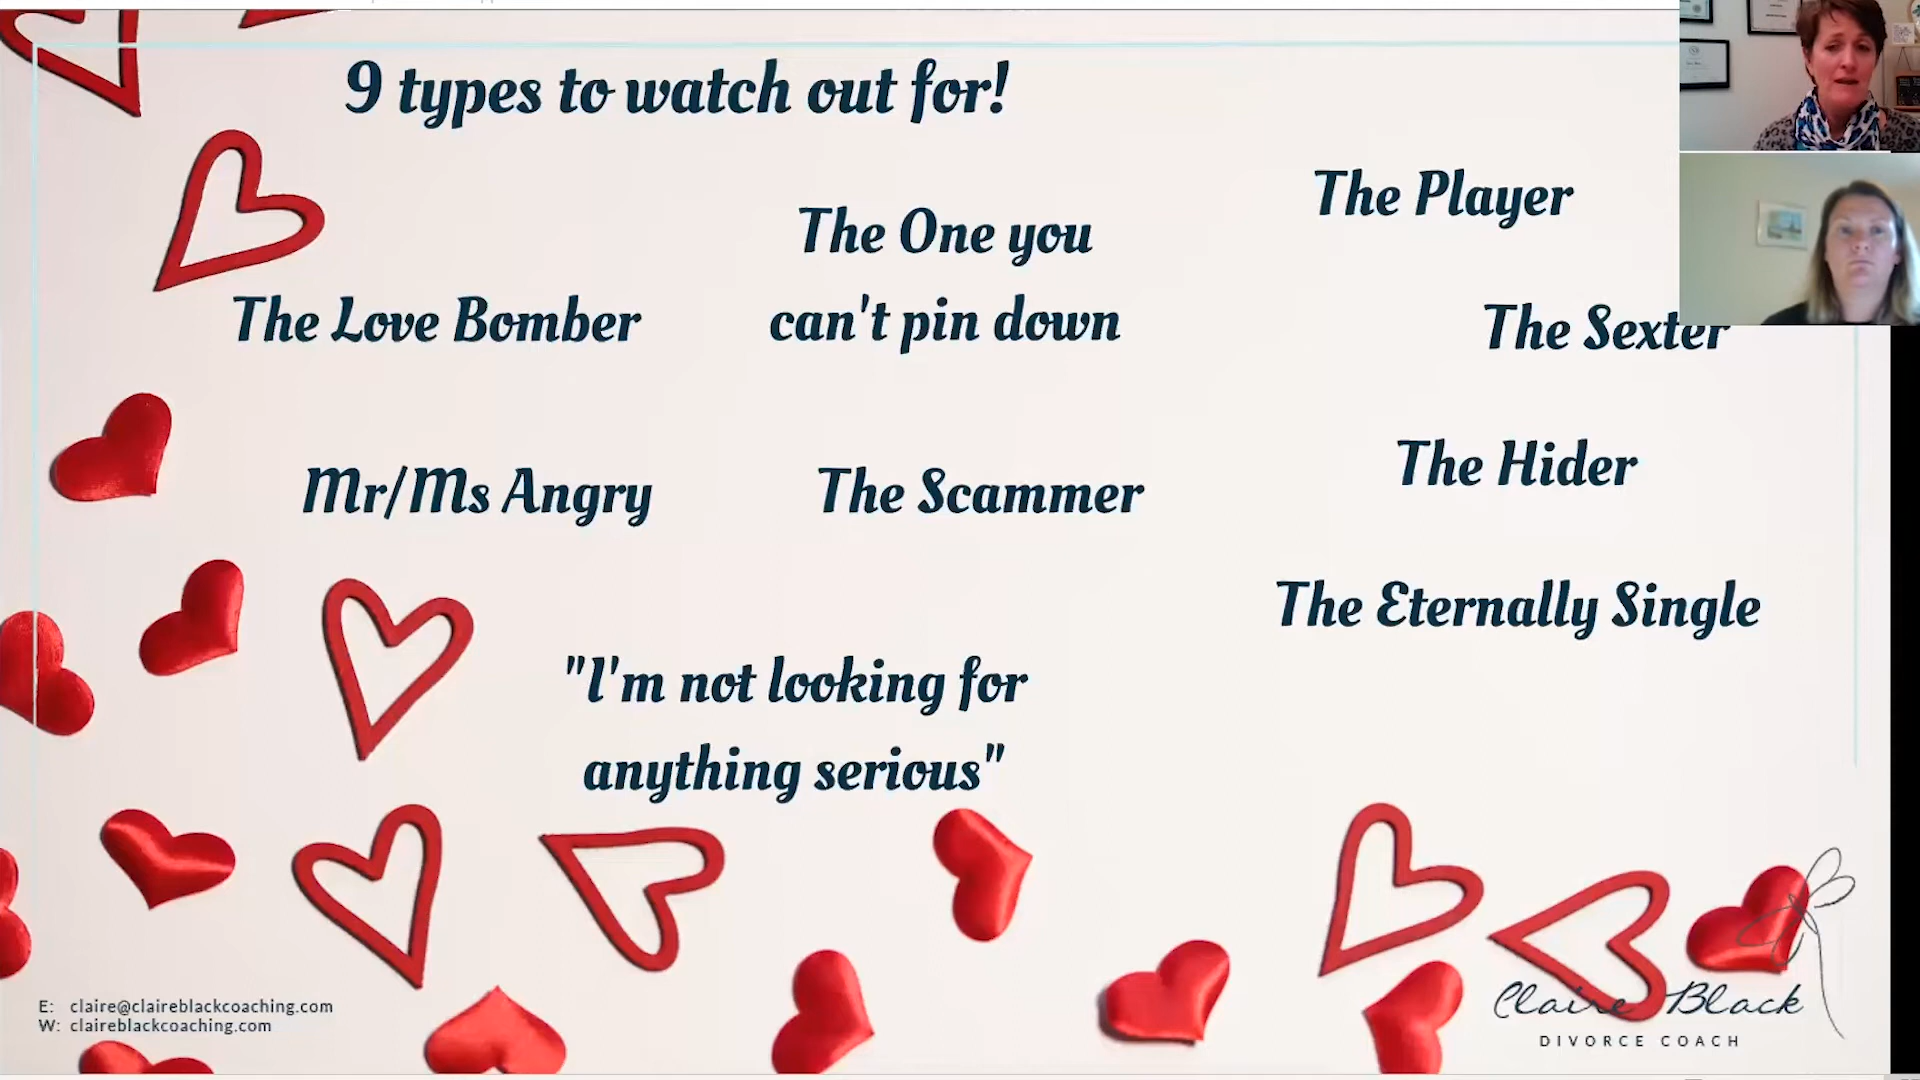 9 types to watch out for!
The Player
The One you
can't pin down
The Love Bomber
The Sexter
Mr/Ms Angry
The Scammer
The Hider
The Eternally Single
"I'm not looking for
anything serious"
E: claire@claireblackcoaching.com
W: claireblackcoaching.com
Claire Black
DIVORCE COACH